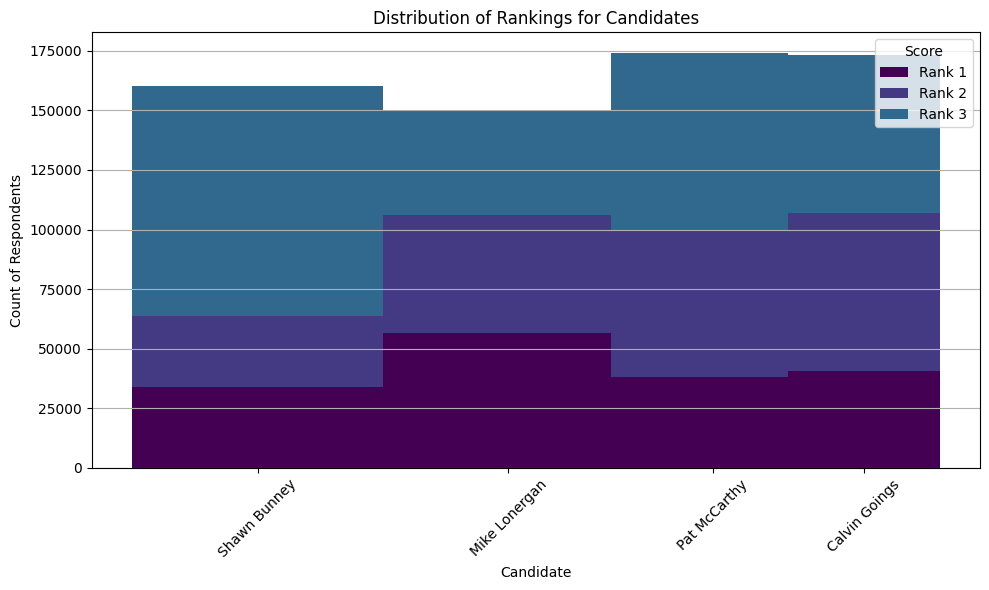 Distribution of Rankings for Candidates
Count of Respondents
175000
150000
125000
100000
75000
50000
25000
0
Score
Rank 1
Rank 2
Rank 3
Shawn Bunney
Mike Lonergan
Pat McCarthy
Calvin Goings
Candidate